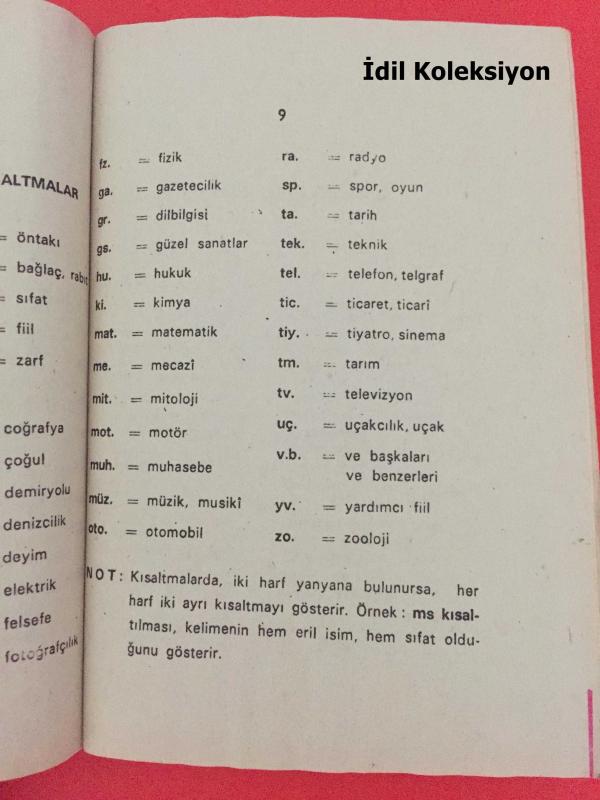 İdil Koleksiyon
ALTMALAR
= öntakı
= bağlaç, rabıt
= sıfat
= fiil
= zarf
coğrafya
çoğul
demiryolu
denizcilik
deyim
elektrik
felsefe
fotoğrafçılık
9
fz. = fizik
ga. = gazetecilik
gr. = dilbilgisi
gs. = güzel sanatlar
hu. = hukuk
ki. = kimya
mat. = matematik
me. = mecazî
mit. = mitoloji
mot. = motör
muh. = muhasebe
müz. = müzik, musikî
oto. = otomobil
ra. = radyo
sp. = spor, oyun
ta. = tarih
tek. = teknik
tel. = telefon, telgraf
tic. = ticaret, ticarî
tiy. = tiyatro, sinema
tm. = tarım
tv. = televizyon
uç. = uçakcılık, uçak
v.b. = ve başkaları
ve benzerleri
yv. = yardımcı fiil
zo. = zooloji
NOT: Kısaltmalarda, iki harf yanyana bulunursa, her
harf iki ayrı kısaltmayı gösterir. Örnek : ms kısal-
tılması, kelimenin hem eril isim, hem sıfat oldu-
ğunu gösterir.